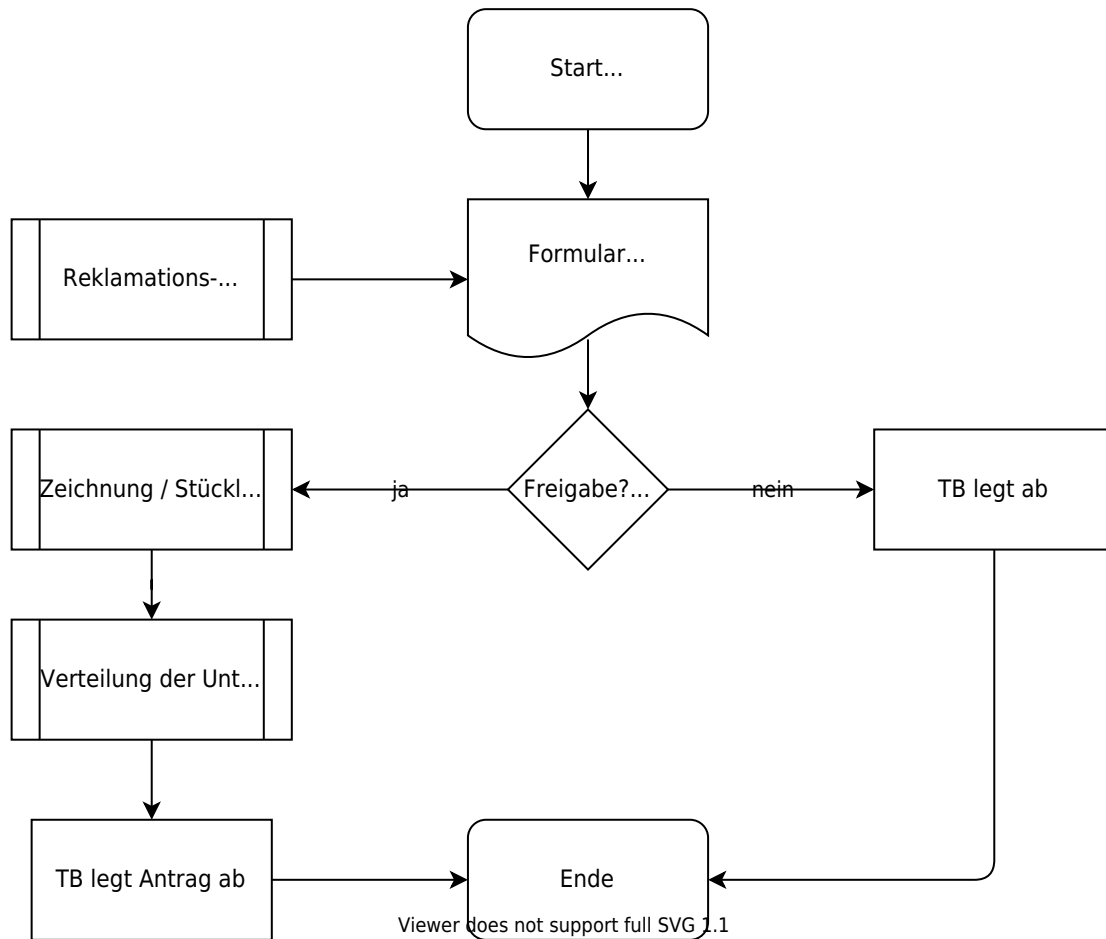 Start...
Formular...
Reklamations-...
Zeichnung / Stückl...
ja
Freigabe?...
nein
TB legt ab
Verteilung der Unt...
TB legt Antrag ab
Ende
Viewer does not support full SVG 1.1